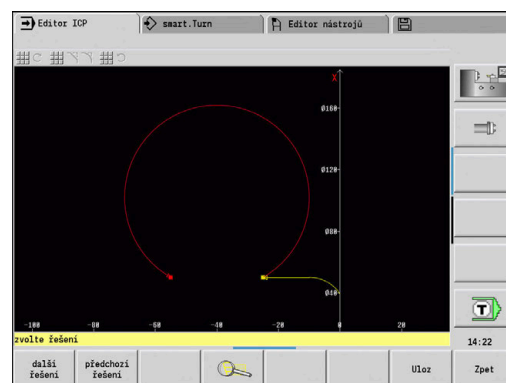 Editor ICP
smart.Turn
Editor nástrojů
X
Ø160
Ø120
Ø80
Ø40
-100
-80
-60
-40
-20
0
20
zvolte řešení
14:22
další řešení
předchozí řešení
Uloz
Zpet
T